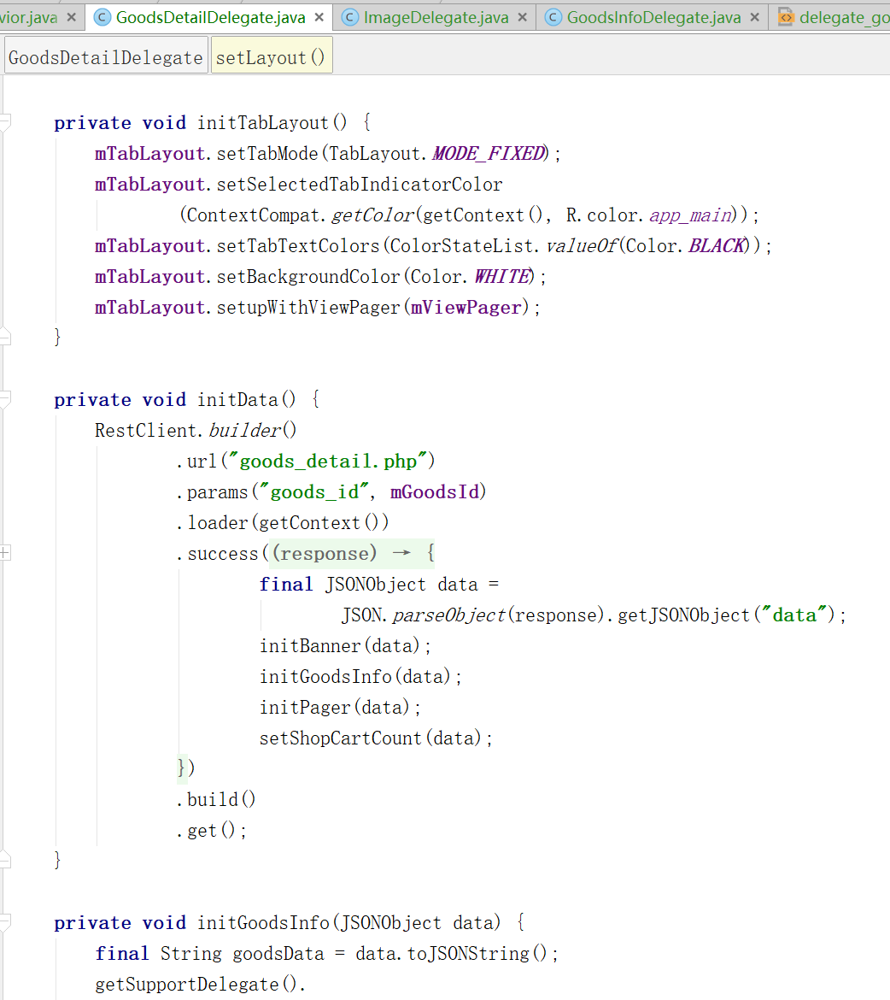 vior.java
GoodsDetailDelegate.java
ImageDelegate.java
GoodsInfoDelegate.java
delegate_go
GoodsDetailDelegate
setLayout()
private void initTabLayout() {
mTabLayout.setTabMode(TabLayout.MODE_FIXED);
mTabLayout.setSelectedTabIndicatorColor
(ContextCompat.getColor(getContext(), R.color.app_main));
mTabLayout.setTabTextColors(ColorStateList.valueOf(Color.BLACK));
mTabLayout.setBackgroundColor(Color.WHITE);
mTabLayout.setupWithViewPager(mViewPager);
}
private void initData() {
RestClient.builder()
.url("goods_detail.php")
.params("goods_id", mGoodsId)
.loader(getContext())
.success((response) → {
final JSONObject data =
JSON.parseObject(response).getJSONObject("data");
initBanner(data);
initGoodsInfo(data);
initPager(data);
setShopCartCount(data);
})
.build()
.get();
}
private void initGoodsInfo(JSONObject data) {
final String goodsData = data.toJSONString();
getSupportDelegate().